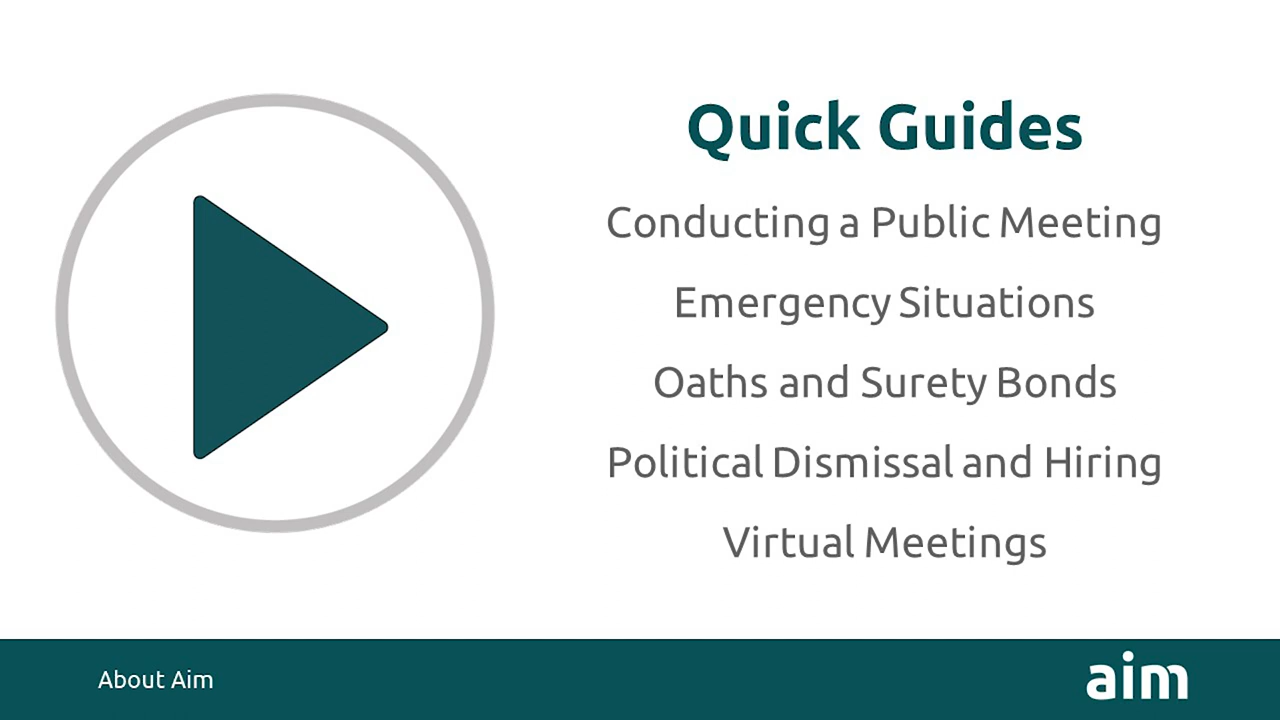 Quick Guides
Conducting a Public Meeting
Emergency Situations
Oaths and Surety Bonds
Political Dismissal and Hiring
Virtual Meetings
About Aim
aim